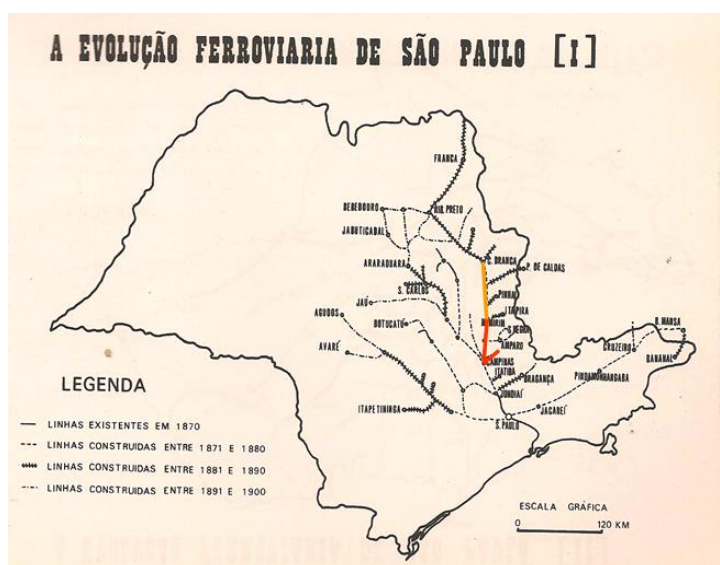 A EVOLUÇÃO FERROVIARIA DE SÃO PAULO [I]
FRANCA
BEBEDOURO
RIB. PRETO
JABUTICABAL
C. BRANCA
ARARAQUARA
P. DE CALDAS
S. CARLOS
PINHAL
JAÚ
ITAPIRA
AGUDOS
BOTUCATU
S. NEGRA
B. MANSA
AMPARO
CRUZEIRO
AVARÉ
CAMPINAS
BANANAL
ITATIBA
BRAGANÇA
PINDAMONHANGABA
JUNDIAÍ
ITAPETININGA
JACAREÍ
S. PAULO
LEGENDA
LINHAS EXISTENTES EM 1870
LINHAS CONSTRUIDAS ENTRE 1871 E 1880
LINHAS CONSTRUIDAS ENTRE 1881 E 1890
LINHAS CONSTRUIDAS ENTRE 1891 E 1900
ESCALA GRÁFICA
0 120 KM